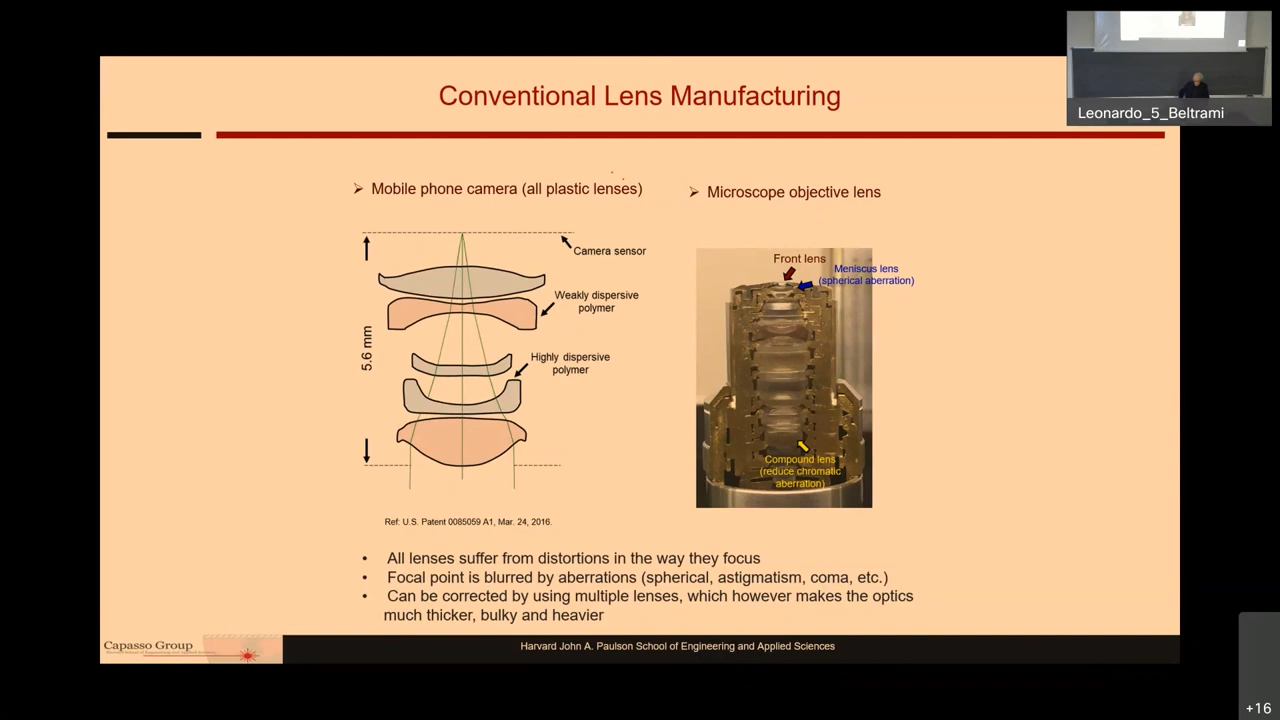 Conventional Lens Manufacturing
Leonardo_5_Beltrami
➢ Mobile phone camera (all plastic lenses)
➢ Microscope objective lens
Camera sensor
Weakly dispersive
polymer
Highly dispersive
polymer
5.6 mm
Front lens
Meniscus lens
(spherical aberration)
Compound lens
(reduce chromatic
aberration)
Ref: U.S. Patent 0085059 A1, Mar. 24, 2016.
• All lenses suffer from distortions in the way they focus
• Focal point is blurred by aberrations (spherical, astigmatism, coma, etc.)
• Can be corrected by using multiple lenses, which however makes the optics
much thicker, bulky and heavier
Capasso Group
Harvard John A. Paulson School of Engineering and Applied Sciences
+16